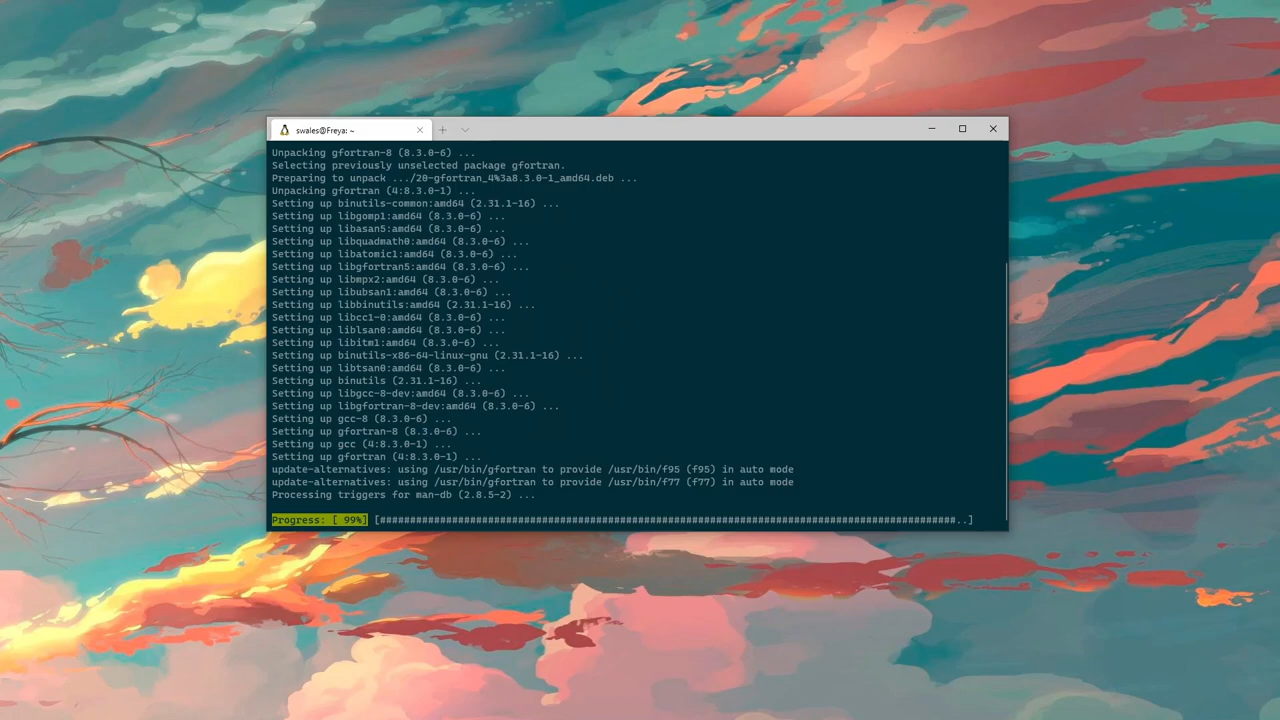 swales@Freya: ~
Unpacking gfortran-8 (8.3.0-6) ...
Selecting previously unselected package gfortran.
Preparing to unpack .../20-gfortran_4%3a8.3.0-1_amd64.deb ...
Unpacking gfortran (4:8.3.0-1) ...
Setting up binutils-common:amd64 (2.31.1-16) ...
Setting up libgomp1:amd64 (8.3.0-6) ...
Setting up libasan5:amd64 (8.3.0-6) ...
Setting up libquadmath0:amd64 (8.3.0-6) ...
Setting up libatomic1:amd64 (8.3.0-6) ...
Setting up libgfortran5:amd64 (8.3.0-6) ...
Setting up libmpx2:amd64 (8.3.0-6) ...
Setting up libubsan1:amd64 (8.3.0-6) ...
Setting up libbinutils:amd64 (2.31.1-16) ...
Setting up libcc1-0:amd64 (8.3.0-6) ...
Setting up liblsan0:amd64 (8.3.0-6) ...
Setting up libitm1:amd64 (8.3.0-6) ...
Setting up binutils-x86-64-linux-gnu (2.31.1-16) ...
Setting up libtsan0:amd64 (8.3.0-6) ...
Setting up binutils (2.31.1-16) ...
Setting up libgcc-8-dev:amd64 (8.3.0-6) ...
Setting up libgfortran-8-dev:amd64 (8.3.0-6) ...
Setting up gcc-8 (8.3.0-6) ...
Setting up gfortran-8 (8.3.0-6) ...
Setting up gcc (4:8.3.0-1) ...
Setting up gfortran (4:8.3.0-1) ...
update-alternatives: using /usr/bin/gfortran to provide /usr/bin/f95 (f95) in auto mode
update-alternatives: using /usr/bin/gfortran to provide /usr/bin/f77 (f77) in auto mode
Processing triggers for man-db (2.8.5-2) ...
Progress: [ 99%] [################################################################################################..]